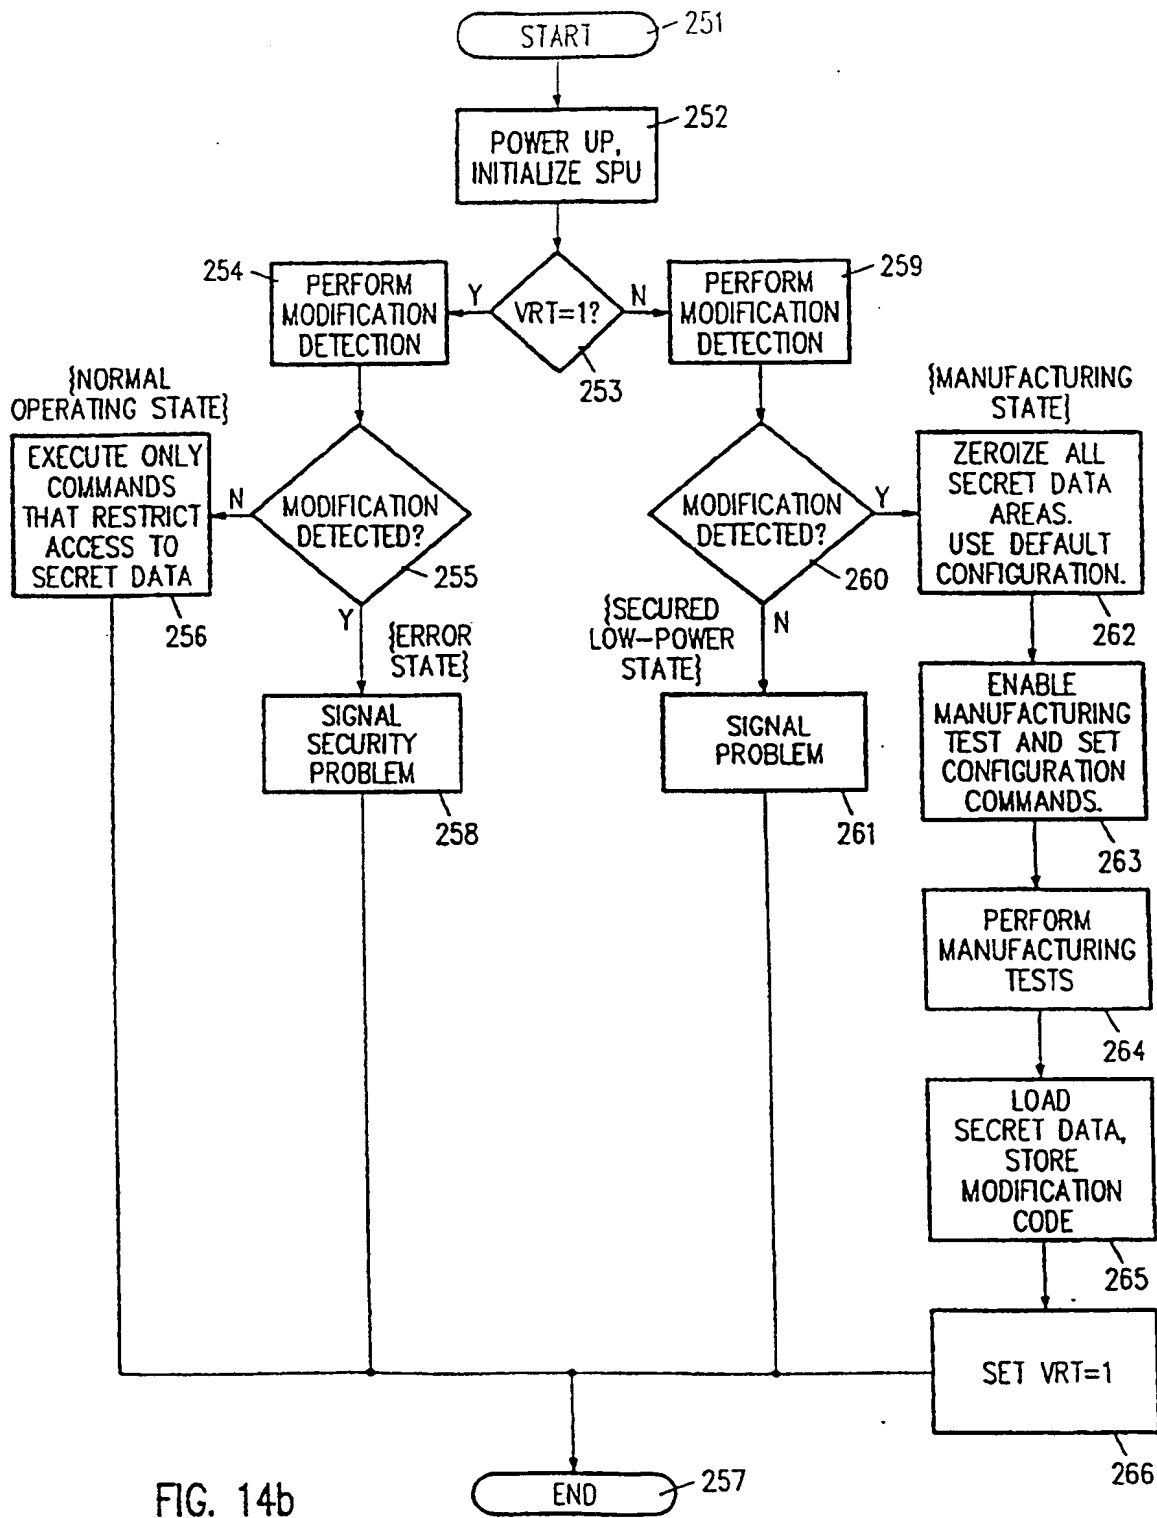 START
251
POWER UP,
INITIALIZE SPU
252
254
PERFORM
MODIFICATION
DETECTION
Y
VRT=1?
N
253
PERFORM
MODIFICATION
DETECTION
259
{NORMAL
OPERATING STATE}
EXECUTE ONLY
COMMANDS
THAT RESTRICT
ACCESS TO
SECRET DATA
256
N
MODIFICATION
DETECTED?
255
Y
{ERROR
STATE}
SIGNAL
SECURITY
PROBLEM
258
MODIFICATION
DETECTED?
260
Y
N
{SECURED
LOW-POWER
STATE}
SIGNAL
PROBLEM
261
{MANUFACTURING
STATE}
ZEROIZE ALL
SECRET DATA
AREAS.
USE DEFAULT
CONFIGURATION.
262
ENABLE
MANUFACTURING
TEST AND SET
CONFIGURATION
COMMANDS.
263
PERFORM
MANUFACTURING
TESTS
264
LOAD
SECRET DATA,
STORE
MODIFICATION
CODE
265
SET VRT=1
266
END
257
FIG. 14b